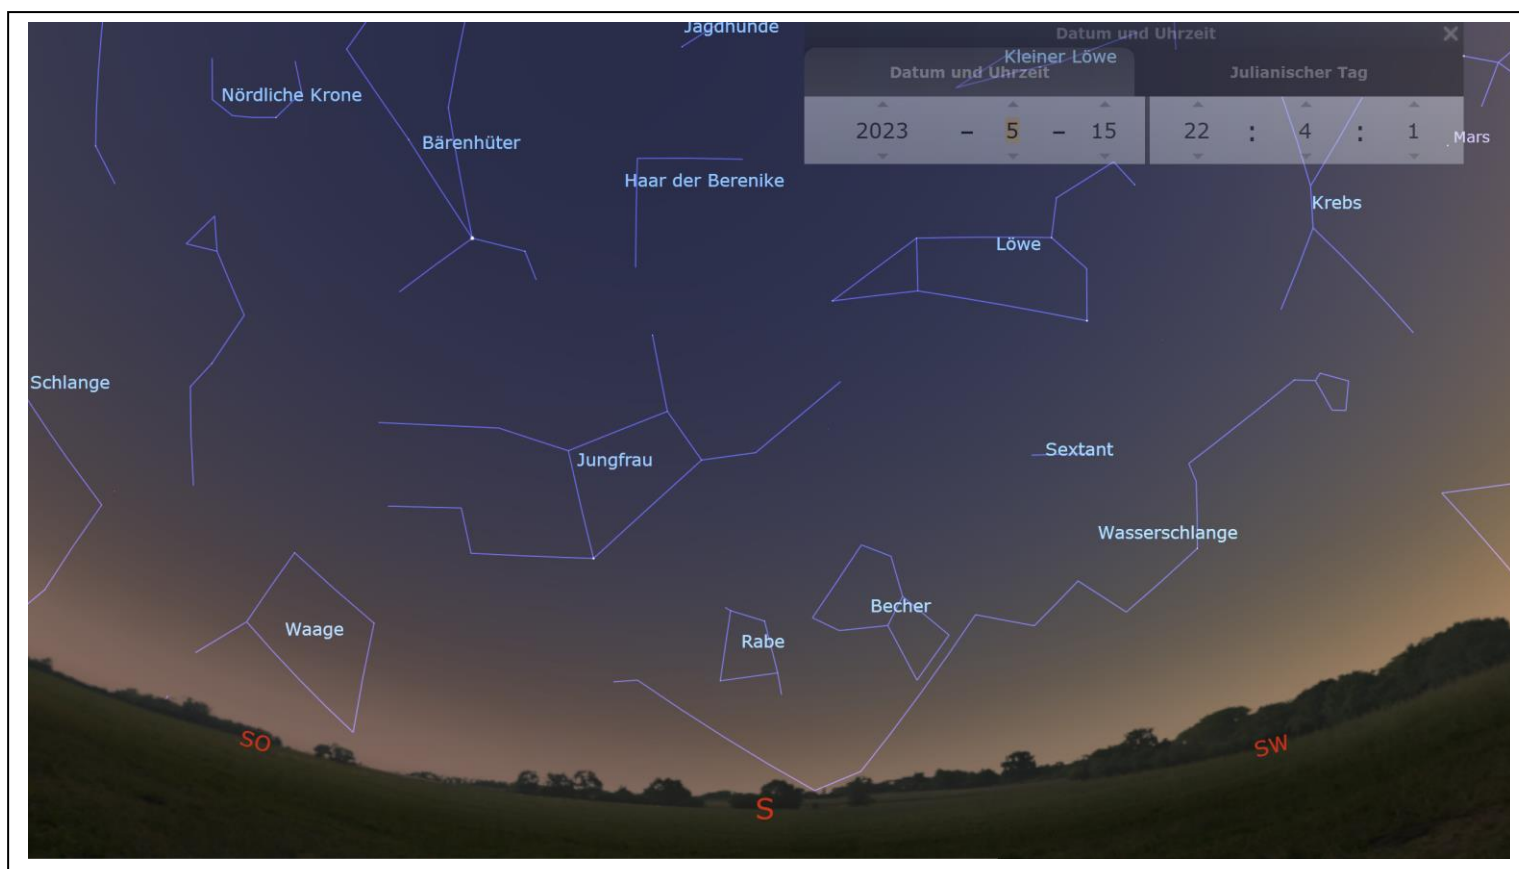 Jagdhunde
Datum und Uhrzeit
Kleiner Löwe
Datum und Uhrzeit
Julianischer Tag
2023 - 5 - 15 22 : 4 : 1
Nördliche Krone
Bärenhüter
Mars
Haar der Berenike
Krebs
Löwe
Schlange
Jungfrau
Sextant
Wasserschlange
Becher
Waage
Rabe
SO
SW
S